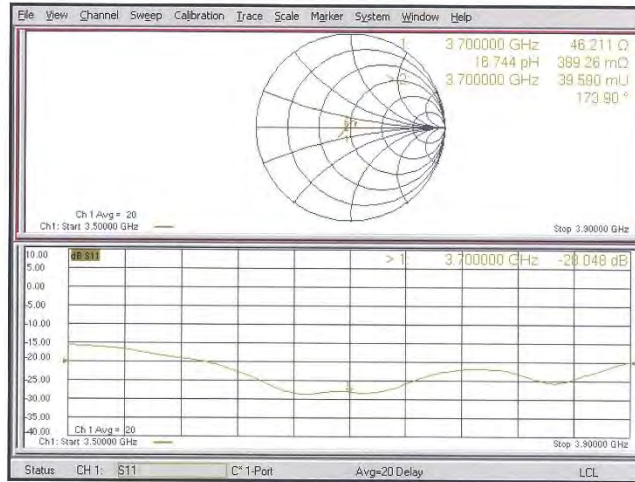 File View Channel Sweep Calibration Trace Scale Marker System Window Help
1: 3.700000 GHz 46.211 Ω
16.744 pH 389.26 mΩ
> 2: 3.700000 GHz 39.590 mU
173.90 °
Ch 1 Avg = 20
Ch1: Start 3.50000 GHz
Stop 3.90000 GHz
10.00
dB S11
> 1: 3.700000 GHz -28.048 dB
5.00
0.00
-5.00
-10.00
-15.00
-20.00
-25.00
-30.00
-35.00
-40.00
Ch 1 Avg = 20
Ch1: Start 3.50000 GHz
Stop 3.90000 GHz
Status CH 1: S11 C* 1-Port Avg=20 Delay LCL